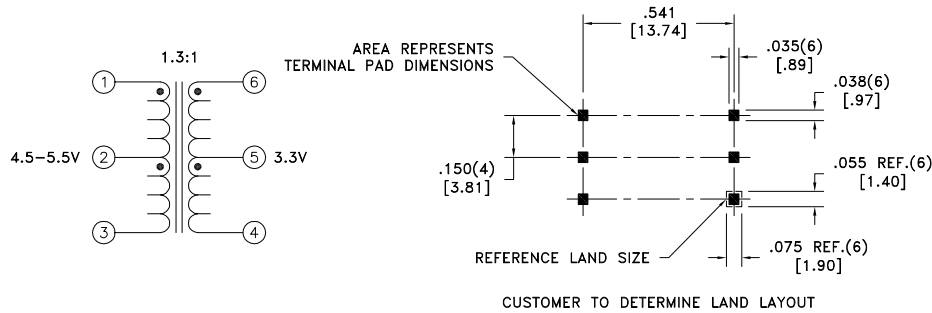 1.3:1
1
6
4.5-5.5V
2
5
3.3V
3
4
AREA REPRESENTS
TERMINAL PAD DIMENSIONS
.541
[13.74]
.035(6)
[.89]
.038(6)
[.97]
.150(4)
[3.81]
.055 REF.(6)
[1.40]
REFERENCE LAND SIZE
.075 REF.(6)
[1.90]
CUSTOMER TO DETERMINE LAND LAYOUT